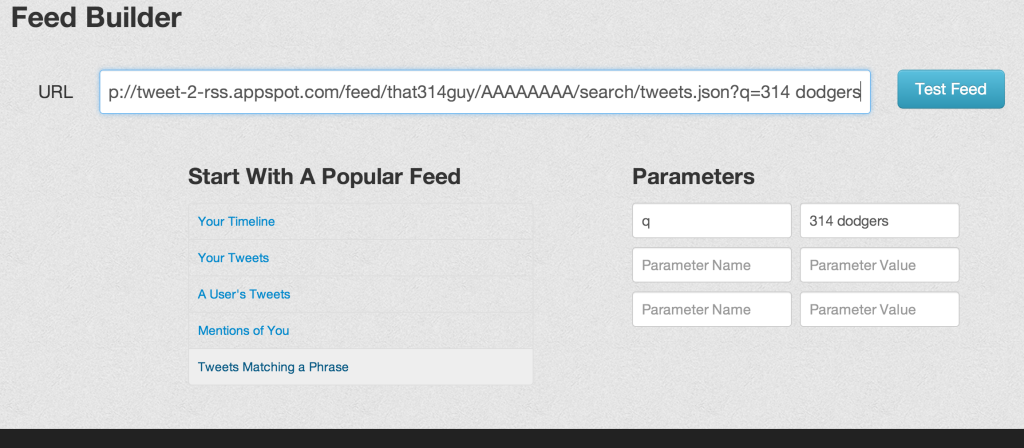 Feed Builder
URL
p://tweet-2-rss.appspot.com/feed/that314guy/AAAAAAAA/search/tweets.json?q=314 dodgers
Test Feed
Start With A Popular Feed
Your Timeline
Your Tweets
A User's Tweets
Mentions of You
Tweets Matching a Phrase
Parameters
q
314 dodgers
Parameter Name
Parameter Value
Parameter Name
Parameter Value